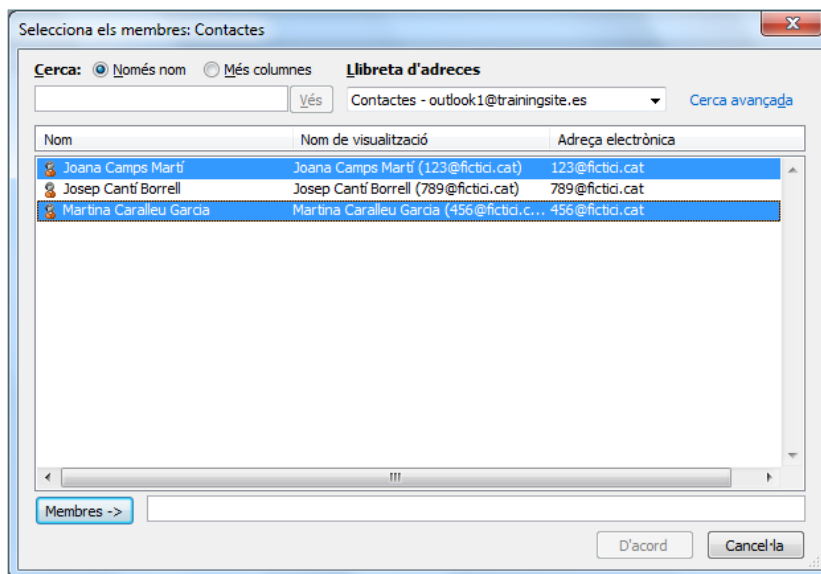 Selecciona els membres: Contactes
Cerca: Només nom Més columnes Llibreta d'adreces
Vés Contactes - outlook1@trainingsite.es Cerca avançada
Nom Nom de visualització Adreça electrònica
Joana Camps Martí Joana Camps Martí (123@fictici.cat) 123@fictici.cat
Josep Cantí Borrell Josep Cantí Borrell (789@fictici.cat) 789@fictici.cat
Martina Caralleu Garcia Martina Caralleu Garcia (456@fictici.c... 456@fictici.cat
Membres ->
D'acord Cancel·la